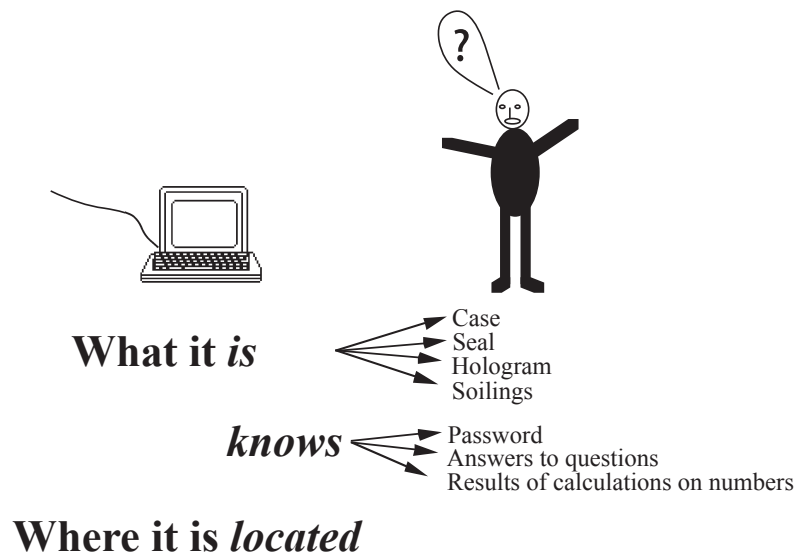 ?
What it is
Case
Seal
Hologram
Soilings
knows
Password
Answers to questions
Results of calculations on numbers
Where it is located